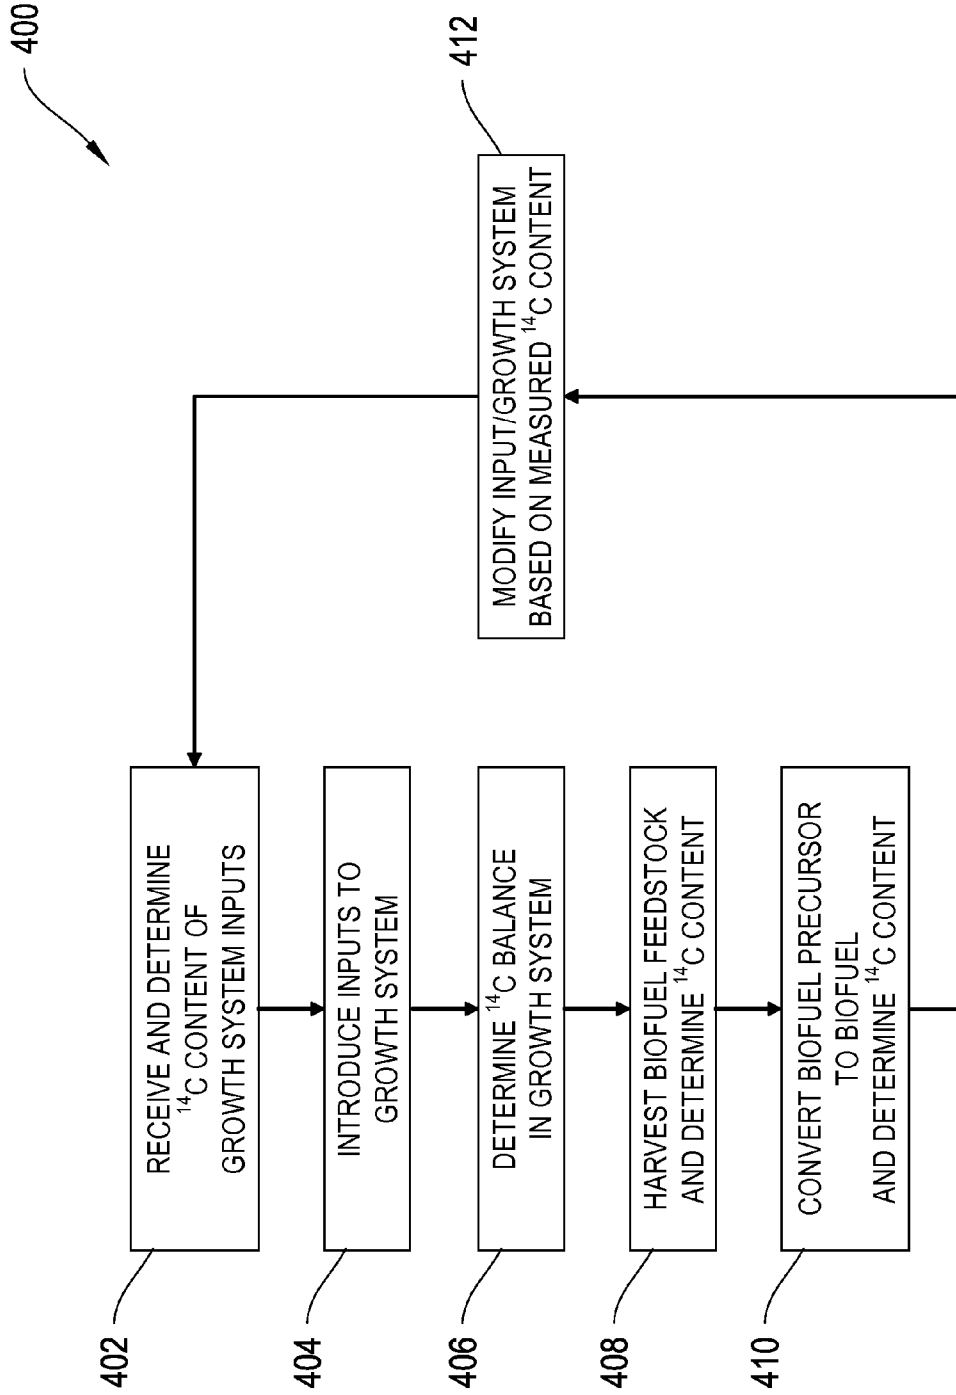 400
402
RECEIVE AND DETERMINE
¹⁴C CONTENT OF
GROWTH SYSTEM INPUTS
404
INTRODUCE INPUTS TO
GROWTH SYSTEM
406
DETERMINE ¹⁴C BALANCE
IN GROWTH SYSTEM
408
HARVEST BIOFUEL FEEDSTOCK
AND DETERMINE ¹⁴C CONTENT
410
CONVERT BIOFUEL PRECURSOR
TO BIOFUEL
AND DETERMINE ¹⁴C CONTENT
412
MODIFY INPUT/GROWTH SYSTEM
BASED ON MEASURED ¹⁴C CONTENT